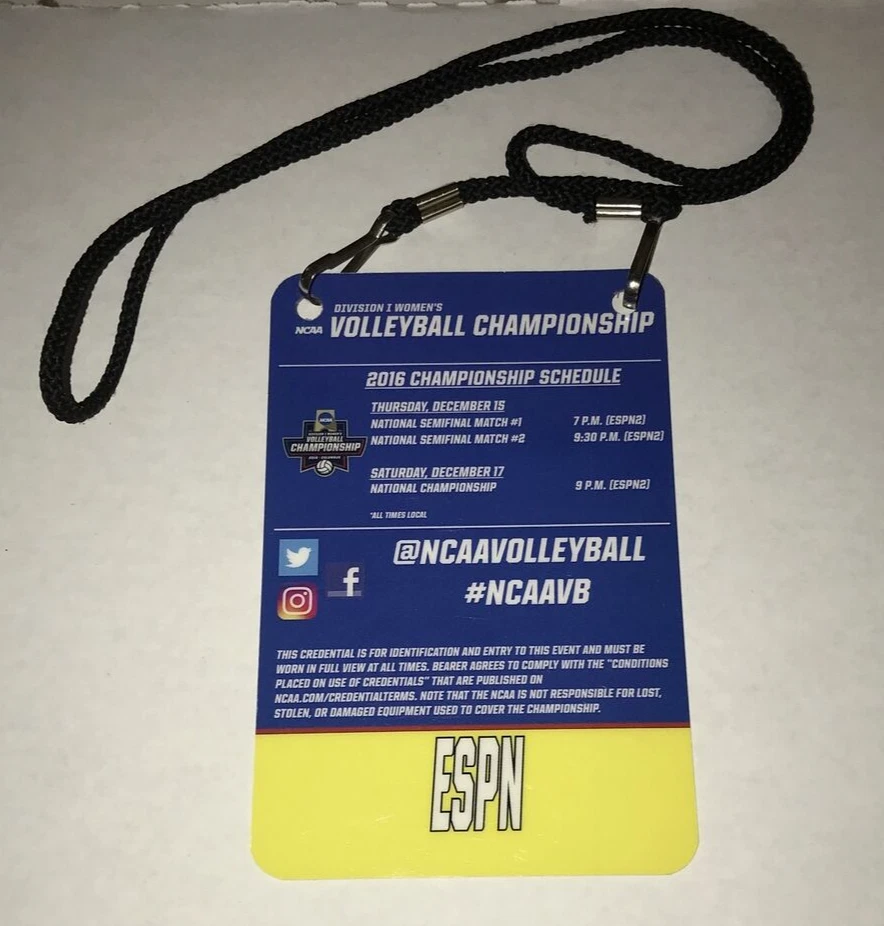 DIVISION I WOMEN'S
NCAA VOLLEYBALL CHAMPIONSHIP
2016 CHAMPIONSHIP SCHEDULE
THURSDAY, DECEMBER 15
NATIONAL SEMIFINAL MATCH #1 7 P.M. (ESPN2)
NATIONAL SEMIFINAL MATCH #2 9:30 P.M. (ESPN2)
NCAA
DIVISION I WOMEN'S
VOLLEYBALL
CHAMPIONSHIP
2016 • COLUMBUS
SATURDAY, DECEMBER 17
NATIONAL CHAMPIONSHIP 9 P.M. (ESPN2)
*ALL TIMES LOCAL
@NCAAVOLLEYBALL
f
#NCAAVB
THIS CREDENTIAL IS FOR IDENTIFICATION AND ENTRY TO THIS EVENT AND MUST BE
WORN IN FULL VIEW AT ALL TIMES. BEARER AGREES TO COMPLY WITH THE "CONDITIONS
PLACED ON USE OF CREDENTIALS" THAT ARE PUBLISHED ON
NCAA.COM/CREDENTIALTERMS. NOTE THAT THE NCAA IS NOT RESPONSIBLE FOR LOST,
STOLEN, OR DAMAGED EQUIPMENT USED TO COVER THE CHAMPIONSHIP.
ESPN